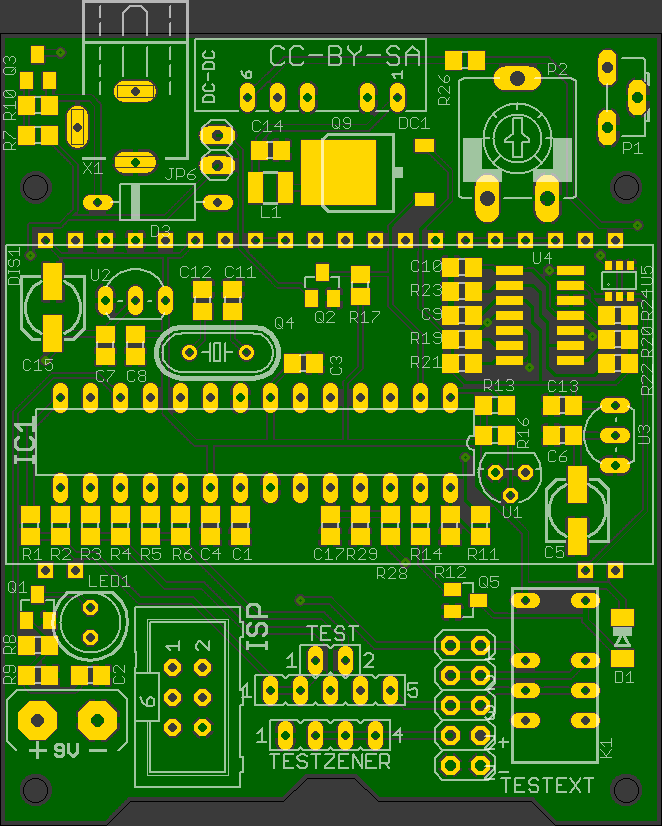 CC-BY-SA
DC-DC
6
1
Q3
R26
P2
R10
R7
X1
C14
Q9
DC1
P1
JP6
L1
D3
DIS1
U2
C12
C11
C10
U4
U5
R23
Q2
R17
C9
R24
Q4
R19
R20
C15
C7
C8
C3
R21
R22
R13
C13
IC1
R16
C6
U3
U1
R1
R2
R3
R4
R5
R6
C4
C1
C17
R29
R14
R11
C5
R28
R12
Q1
LED1
Q5
R8
ISP
1
2
TEST
1
2
R9
C2
1
5
D1
6
+ 9V -
1
4
2+
K1
TESTZENER
2-
TESTEXT